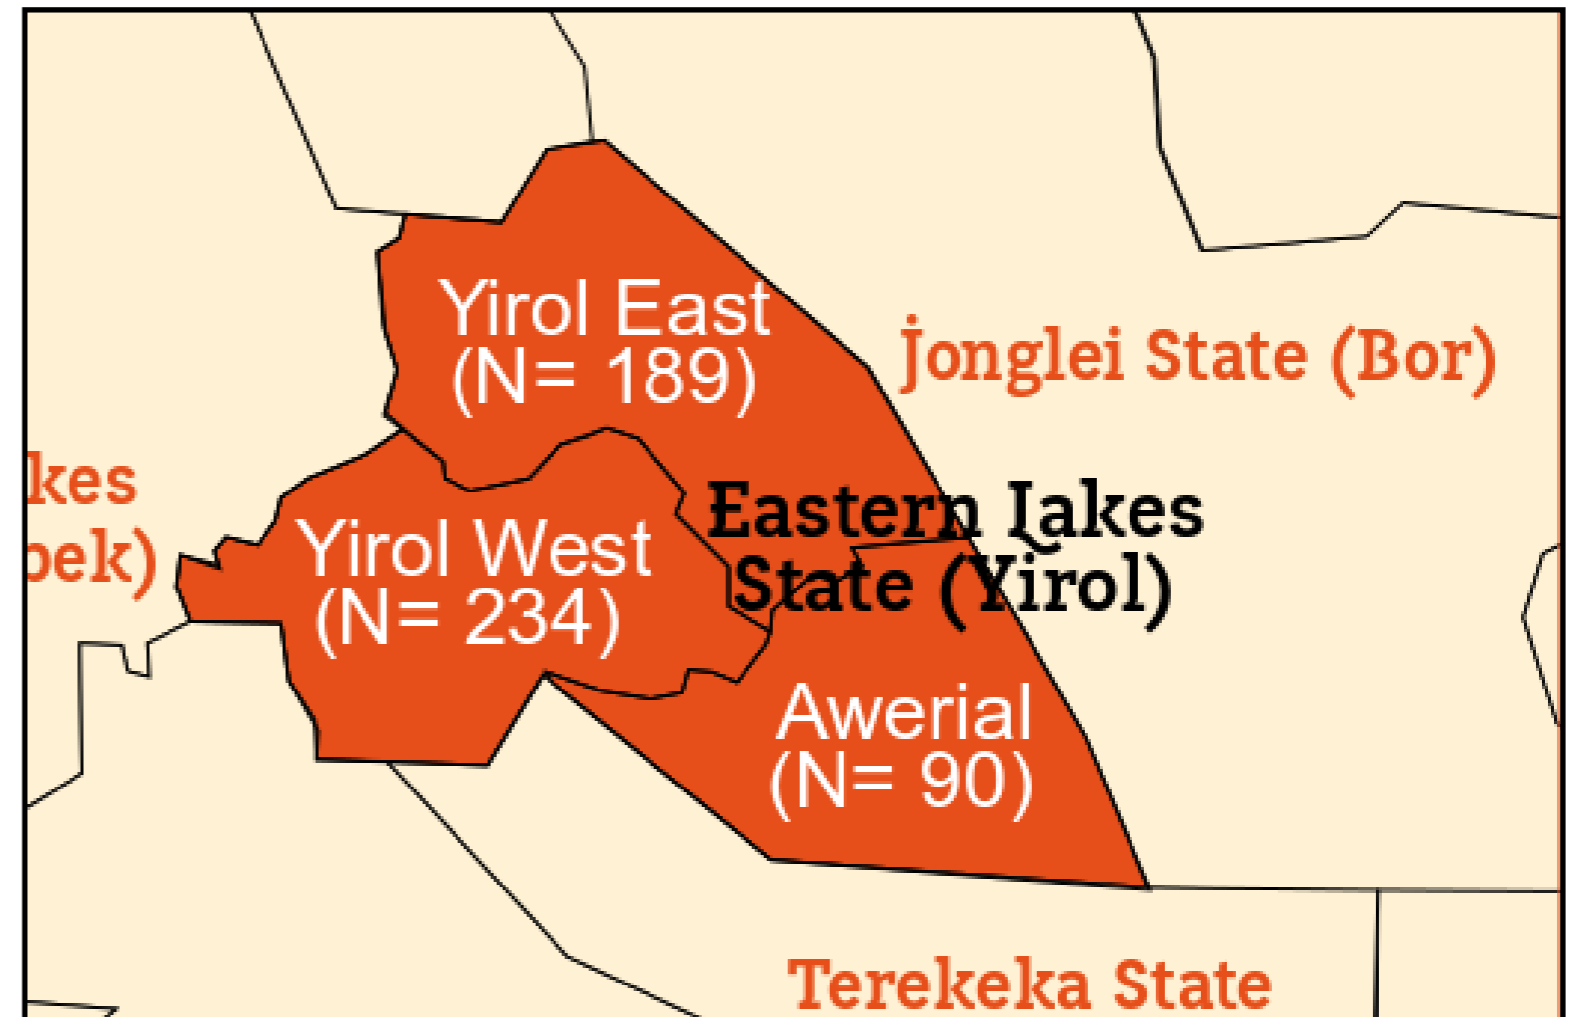 Yirol East
(N= 189)
Jonglei State (Bor)
kes
bek)
Yirol West
(N= 234)
Eastern Lakes
State (Yirol)
Awerial
(N= 90)
Terekeka State